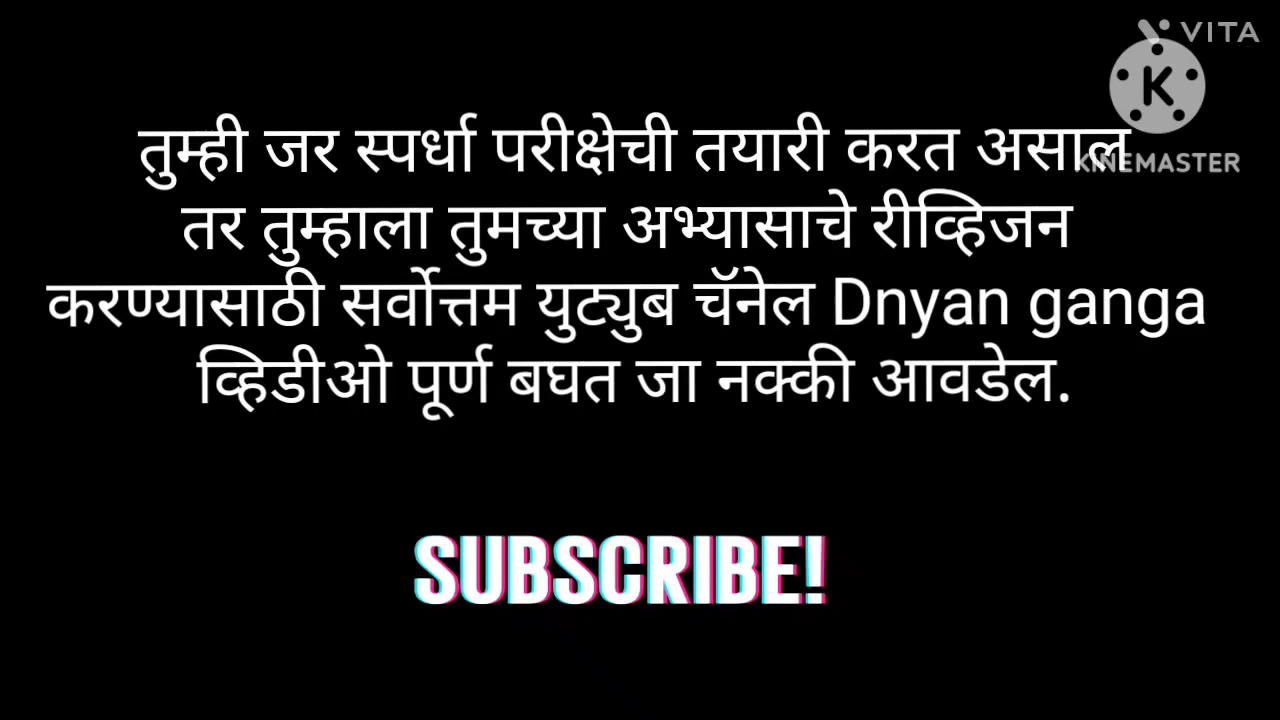 VITA
K
KINEMASTER
तुम्ही जर स्पर्धा परीक्षेची तयारी करत असाल
तर तुम्हाला तुमच्या अभ्यासाचे रीव्हिजन
करण्यासाठी सर्वोत्तम युट्युब चॅनेल Dnyan ganga
व्हिडीओ पूर्ण बघत जा नक्की आवडेल.
SUBSCRIBE!